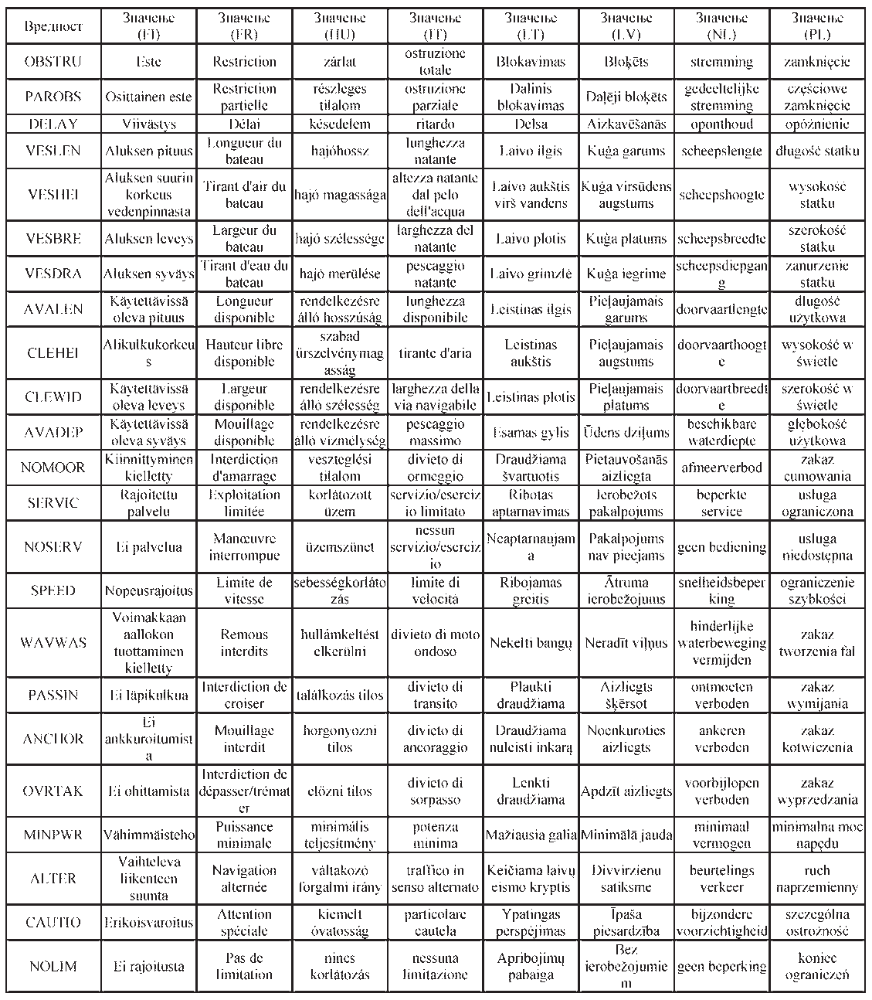 Вредност
Значење
(FI)
Значење
(FR)
Значење
(HU)
Значење
(IT)
Значење
(LT)
Значење
(LV)
Значење
(NL)
Значење
(PL)
OBSTRU
Este
Restriction
zárlat
ostruzione
totale
Blokavimas
Bloķēts
stremming
zamknięcie
PAROBS
Osittainen este
Restriction
partielle
részleges
tilalom
ostruzione
parziale
Dalinis
blokavimas
Daļēji bloķēts
gedeeltelijke
stremming
częściowe
zamknięcie
DELAY
Viivästys
Délai
késedelem
ritardo
Delsa
Aizkavēšanās
oponthoud
opóźnienie
VESLEN
Aluksen pituus
Longueur du
bateau
hajóhossz
lunghezza
natante
Laivo ilgis
Kuģa garums
scheepslengte
długość statku
VESHEI
Aluksen suurin
korkeus
vedenpinnasta
Tirant d'air du
bateau
hajó magassága
altezza natante
dal pelo
dell'acqua
Laivo aukštis
virš vandens
Kuģa virsūdens
augstums
scheepshoogte
wysokość
statku
VESBRE
Aluksen leveys
Largeur du
bateau
hajó szélessége
larghezza del
natante
Laivo plotis
Kuģa platums
scheepsbreedte
szerokość
statku
VESDRA
Aluksen syväys
Tirant d'eau du
bateau
hajó merülése
pescaggio
natante
Laivo grimzlė
Kuģa iegrime
scheepsdiepgan
g
zanurzenie
statku
AVALEN
Käytettävissä
oleva pituus
Longueur
disponible
rendelkezésre
álló hosszúság
lunghezza
disponibile
Leistinas ilgis
Pieļaujamais
garums
doorvaartlengte
długość
użytkowa
CLEHEI
Alikulkukorkeu
s
Hauteur libre
disponible
szabad
űrszelvénymag
asság
tirante d'aria
Leistinas
aukštis
Pieļaujamais
augstums
doorvaarthoogt
e
wysokość w
świetle
CLEWID
Käytettävissä
oleva leveys
Largeur
disponible
rendelkezésre
álló szélesség
larghezza della
via navigabile
Leistinas plotis
Pieļaujamais
platums
doorvaartbreedt
e
szerokość w
świetle
AVADEP
Käytettävissä
oleva syväys
Mouillage
disponible
rendelkezésre
álló vízmélység
pescaggio
massimo
Esamas gylis
Ūdens dziļums
beschikbare
waterdiepte
głębokość
użytkowa
NOMOOR
Kiinnittyminen
kielletty
Interdiction
d'amarrage
veszteglési
tilalom
divieto di
ormeggio
Draudžiama
švartuotis
Pietauvošanās
aizliegta
afmeerverbod
zakaz
cumowania
SERVIC
Rajoitettu
palvelu
Exploitation
limitée
korlátozott
üzem
servizio/eserciz
io limitato
Ribotas
aptarnavimas
Ierobežots
pakalpojums
beperkte
service
usługa
ograniczona
NOSERV
Ei palvelua
Manœuvre
interrompue
üzemszünet
nessun
servizio/eserciz
io
Neaptarnaujam
a
Pakalpojums
nav pieejams
geen bediening
usługa
niedostępna
SPEED
Nopeusrajoitus
Limite de
vitesse
sebességkorláto
zás
limite di
velocità
Ribojamas
greitis
Ātruma
ierobežojums
snelheidsbeper
king
ograniczenie
szybkości
WAVWAS
Voimakkaan
aallokon
tuottaminen
kielletty
Remous
interdits
hullámkeltést
elkerülni
divieto di moto
ondoso
Nekelti bangų
Neradīt viļņus
hinderlijke
waterbeweging
vermijden
zakaz
tworzenia fal
PASSIN
Ei läpikulkua
Interdiction de
croiser
találkozás tilos
divieto di
transito
Plaukti
draudžiama
Aizliegts
šķērsot
ontmoeten
verboden
zakaz
wymijania
ANCHOR
Ei
ankkuroitumist
a
Mouillage
interdit
horgonyozni
tilos
divieto di
ancoraggio
Draudžiama
nuleisti inkarą
Noenkuroties
aizliegts
ankeren
verboden
zakaz
kotwiczenia
OVRTAK
Ei ohittamista
Interdiction de
dépasser/trémat
er
előzni tilos
divieto di
sorpasso
Lenkti
draudžiama
Apdzīt aizliegts
voorbijlopen
verboden
zakaz
wyprzedzania
MINPWR
Vähimmäisteho
Puissance
minimale
minimális
teljesítmény
potenza
minima
Mažiausia galia
Minimālā jauda
minimaal
vermogen
minimalna moc
napędu
ALTER
Vaihteleva
liikenteen
suunta
Navigation
alternée
váltakozó
forgalmi irány
traffico in
senso alternato
Keičiama laivų
eismo kryptis
Divvirzienu
satiksme
beurtelings
verkeer
ruch
naprzemienny
CAUTIO
Erikoisvaroitus
Attention
spéciale
kiemelt
óvatosság
particolare
cautela
Ypatingas
perspėjimas
Īpaša
piesardzība
bijzondere
voorzichtigheid
szczególna
ostrożność
NOLIM
Ei rajoitusta
Pas de
limitation
nincs
korlátozás
nessuna
limitazione
Apribojimų
pabaiga
Bez
ierobežojumie
m
geen beperking
koniec
ograniczeń